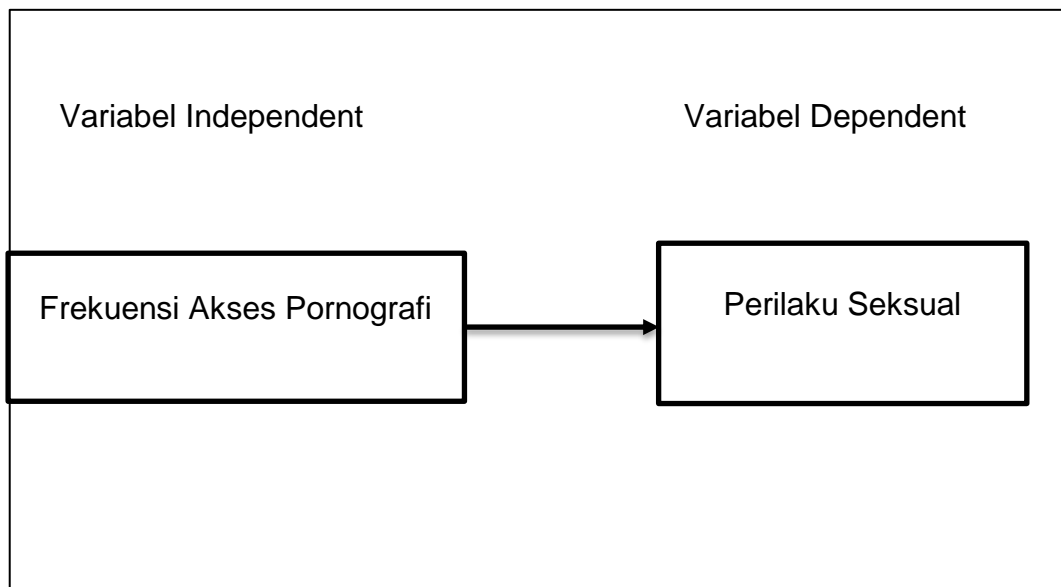 Variabel Independent
Variabel Dependent
Frekuensi Akses Pornografi
Perilaku Seksual